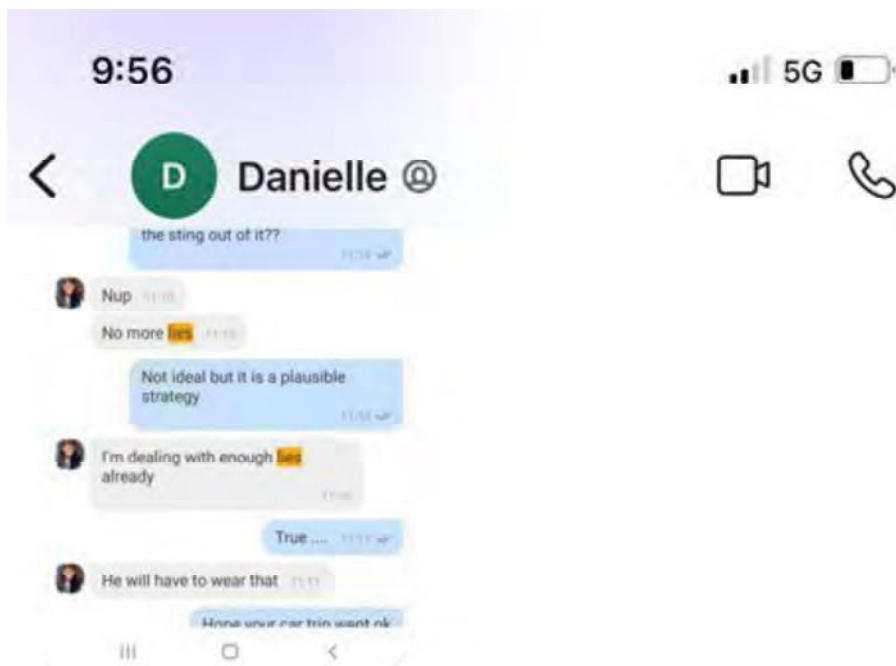 9:56
5G
D Danielle
the sting out of it??
Nup
No more lies
Not ideal but it is a plausible
strategy
I'm dealing with enough lies
already
True ....
He will have to wear that
Hope your car trip went ok